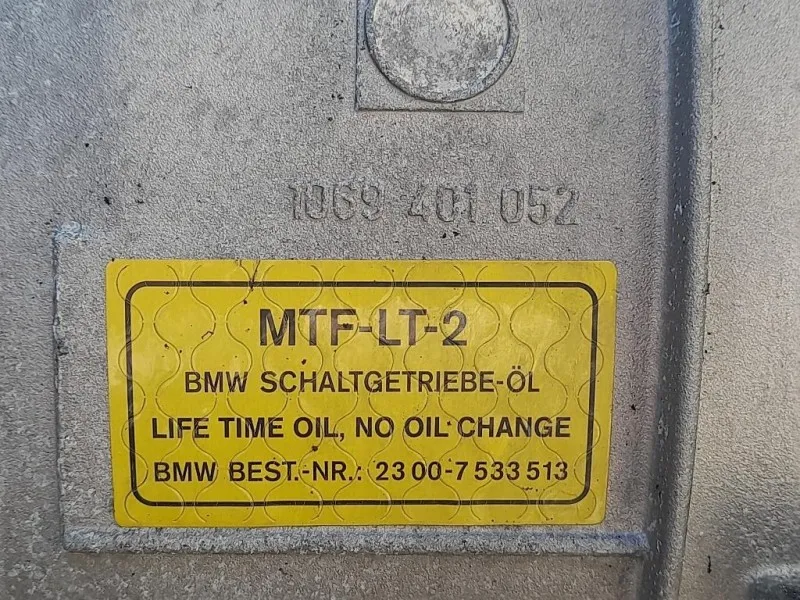 1069 401 052
MTF-LT-2
BMW SCHALTGETRIEBE-ÖL
LIFE TIME OIL, NO OIL CHANGE
BMW BEST.-NR.: 23 00-7 533 513